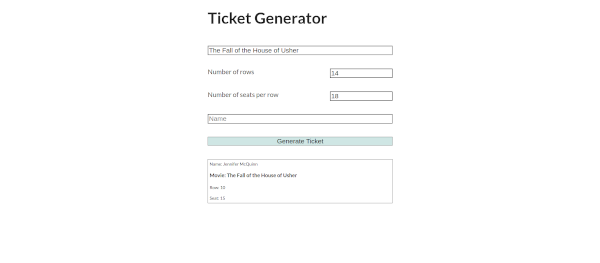 Ticket Generator
The Fall of the House of Usher
Number of rows
14
Number of seats per row
18
Name
Generate Ticket
Name: Jennifer McQuinn
Movie: The Fall of the House of Usher
Row: 10
Seat: 15